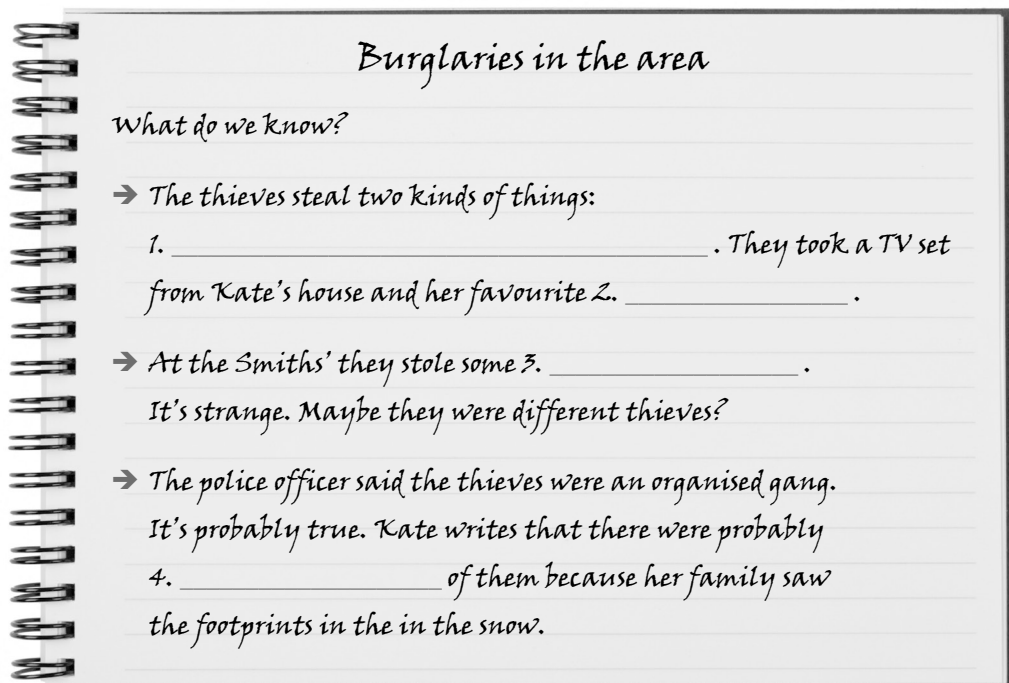 Burglaries in the area
What do we know?
➔ The thieves steal two kinds of things:
1. ______________________________________ . They took a TV set
from Kate's house and her favourite 2. ________________ .
➔ At the Smiths' they stole some 3. __________________ .
It's strange. Maybe they were different thieves?
➔ The police officer said the thieves were an organised gang.
It's probably true. Kate writes that there were probably
4. ___________________ of them because her family saw
the footprints in the in the snow.